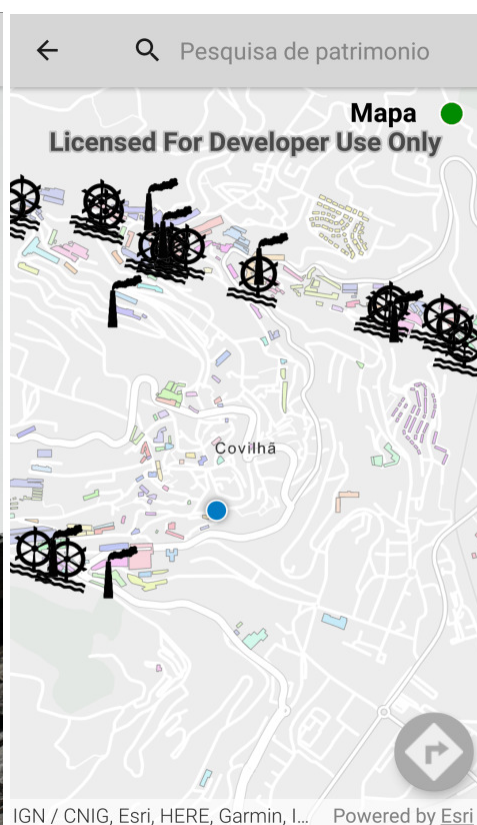 Pesquisa de patrimonio
Mapa
Licensed For Developer Use Only
Covilhã
IGN / CNIG, Esri, HERE, Garmin, I... Powered by Esri